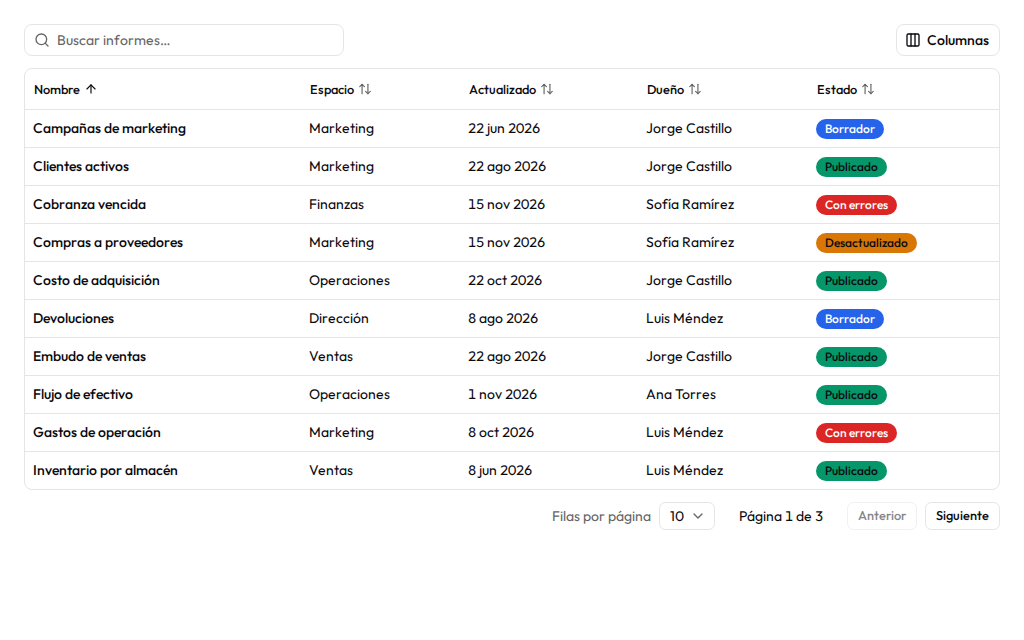 Buscar informes…
Columnas
Nombre Espacio Actualizado Dueño Estado
Campañas de marketing Marketing 22 jun 2026 Jorge Castillo Borrador
Clientes activos Marketing 22 ago 2026 Jorge Castillo Publicado
Cobranza vencida Finanzas 15 nov 2026 Sofía Ramírez Con errores
Compras a proveedores Marketing 15 nov 2026 Sofía Ramírez Desactualizado
Costo de adquisición Operaciones 22 oct 2026 Jorge Castillo Publicado
Devoluciones Dirección 8 ago 2026 Luis Méndez Borrador
Embudo de ventas Ventas 22 ago 2026 Jorge Castillo Publicado
Flujo de efectivo Operaciones 1 nov 2026 Ana Torres Publicado
Gastos de operación Marketing 8 oct 2026 Luis Méndez Con errores
Inventario por almacén Ventas 8 jun 2026 Luis Méndez Publicado
Filas por página 10 Página 1 de 3 Anterior Siguiente